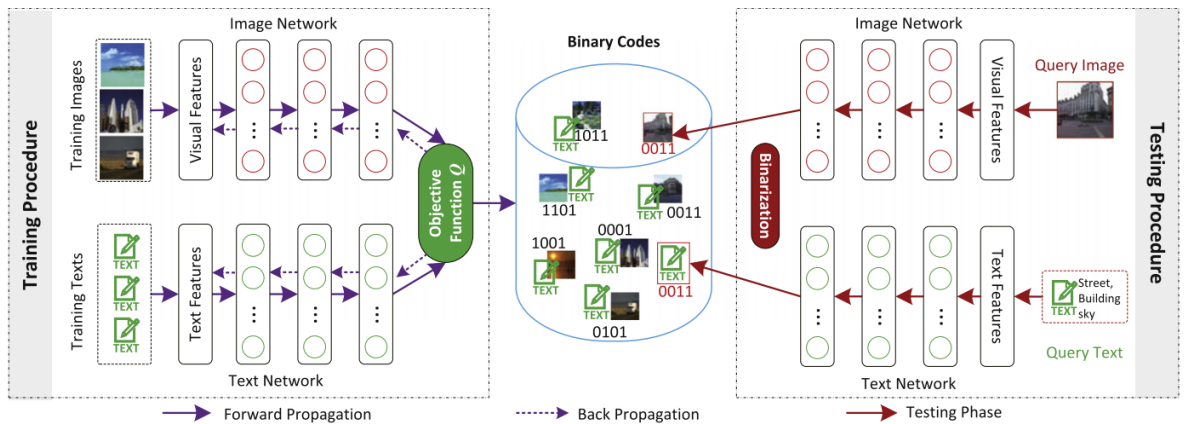 Training Procedure
Image Network
Training Images
Visual Features
...
...
...
Training Texts
TEXT
TEXT
TEXT
Text Features
...
...
...
Text Network
Objective
Function Q
Binary Codes
TEXT
1011
0011
TEXT
1101
TEXT
0011
1001
TEXT
0001
TEXT
TEXT
0011
TEXT
0101
Binarization
Image Network
...
...
...
Visual Features
Query Image
...
...
...
Text Features
Text Network
TEXT
Street,
Building
sky
Query Text
Testing Procedure
Forward Propagation
Back Propagation
Testing Phase